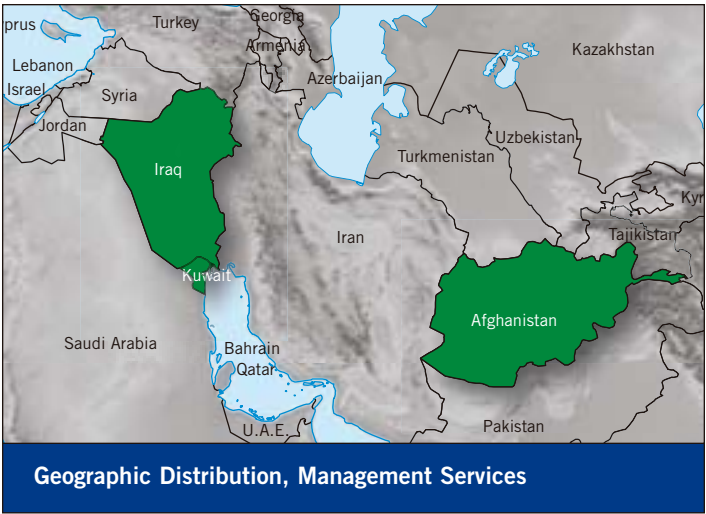 prus
Turkey
Georgia
Armenia
Kazakhstan
Lebanon
Azerbaijan
Israel
Syria
Jordan
Uzbekistan
Turkmenistan
Iraq
Kyr
Iran
Tajikistan
Kuwait
Afghanistan
Saudi Arabia
Bahrain
Qatar
U.A.E.
Pakistan
Geographic Distribution, Management Services